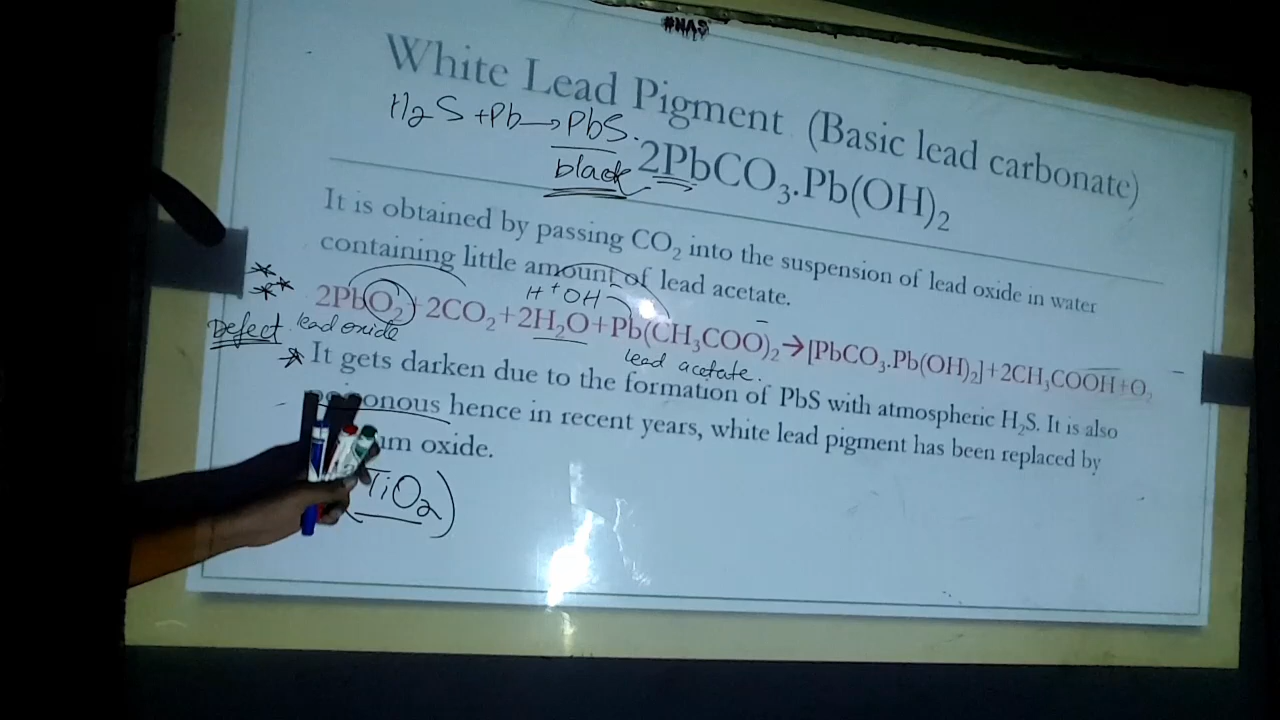 #NAS
White Lead Pigment (Basic lead carbonate)
H2S + Pb → PbS.
black
2PbCO3.Pb(OH)2
It is obtained by passing CO2 into the suspension of lead oxide in water
containing little amount of lead acetate.
H+ OH-
2PbO2+2CO2+2H2O+Pb(CH3COO)2→[PbCO3.Pb(OH)2]+2CH3COOH+O2
Defect lead oxide
lead acetate.
It gets darken due to the formation of PbS with atmospheric H2S. It is also
hence in recent years, white lead pigment has been replaced by
oxide.
(TiO2)